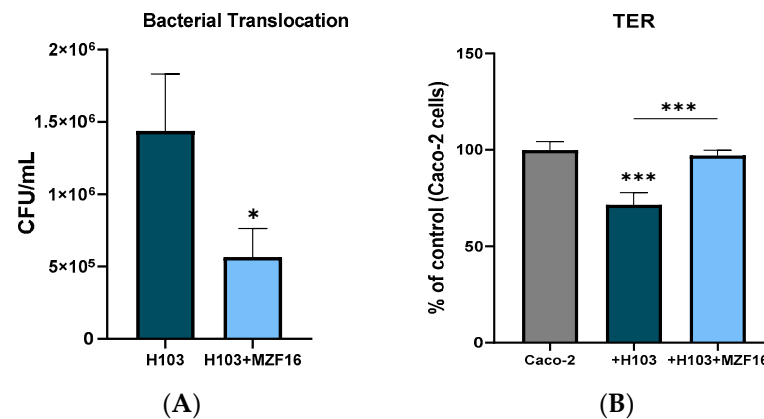 Bacterial Translocation
2×10⁶
1.5×10⁶
1×10⁶
5×10⁵
0
CFU/mL
*
H103 H103+MZF16
(A)
TER
150
100
50
0
% of control (Caco-2 cells)
***
***
Caco-2 +H103 +H103+MZF16
(B)